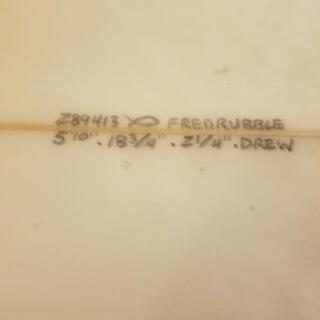 Z89413 FREDRUBBLE
5'10". 18 3/4". 2 1/4". DREW